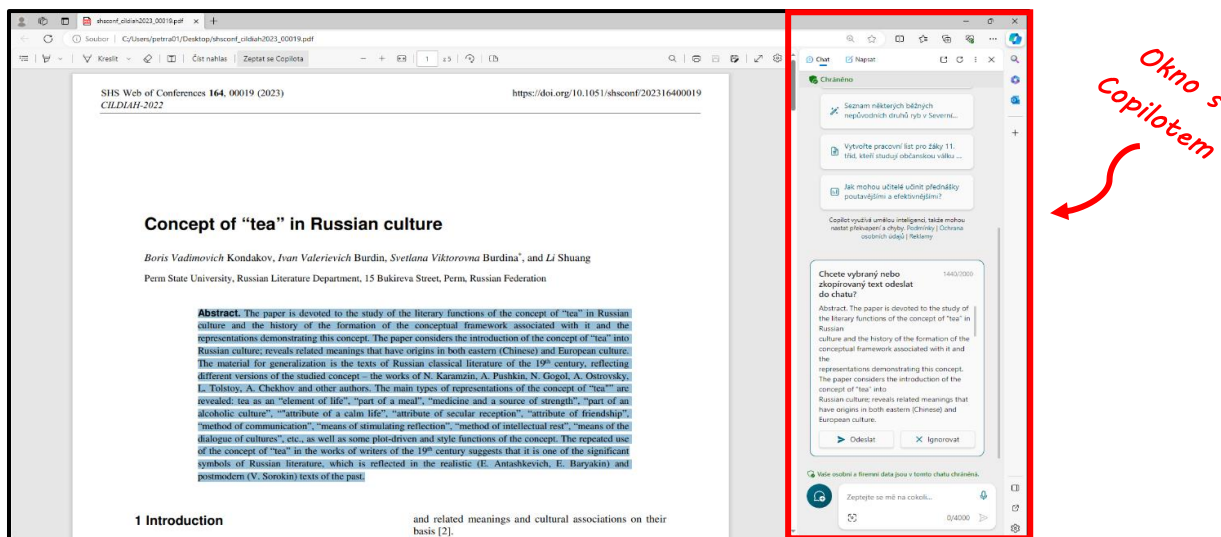 shsconf_cildiah2023_00019.pdf
Soubor | C:/Users/petrra01/Desktop/shsconf_cildiah2023_00019.pdf
Kreslit
Číst nahlas
Zeptat se Copilota
1 z 5
SHS Web of Conferences 164, 00019 (2023)
https://doi.org/10.1051/shsconf/202316400019
CILDIAH-2022
Concept of “tea” in Russian culture
Boris Vadimovich Kondakov, Ivan Valerievich Burdin, Svetlana Viktorovna Burdina*, and Li Shuang
Perm State University, Russian Literature Department, 15 Bukireva Street, Perm, Russian Federation
Abstract. The paper is devoted to the study of the literary functions of the concept of “tea” in Russian
culture and the history of the formation of the conceptual framework associated with it and the
representations demonstrating this concept. The paper considers the introduction of the concept of “tea” into
Russian culture; reveals related meanings that have origins in both eastern (Chinese) and European culture.
The material for generalization is the texts of Russian classical literature of the 19th century, reflecting
different versions of the studied concept – the works of N. Karamzin, A. Pushkin, N. Gogol, A. Ostrovsky,
L. Tolstoy, A. Chekhov and other authors. The main types of representations of the concept of “tea”” are
revealed: tea as an “element of life”, “part of a meal”, “medicine and a source of strength”, “part of an
alcoholic culture”, “”attribute of a calm life”, “attribute of secular reception”, “attribute of friendship”,
“method of communication”, “means of stimulating reflection”, “method of intellectual rest”, “means of the
dialogue of cultures”, etc., as well as some plot-driven and style functions of the concept. The repeated use
of the concept of “tea” in the works of writers of the 19th century suggests that it is one of the significant
symbols of Russian literature, which is reflected in the realistic (E. Antashkevich, E. Baryakin) and
postmodern (V. Sorokin) texts of the past.
1 Introduction
and related meanings and cultural associations on their
basis [2].
Chat
Napsat
Chráněno
Seznam některých běžných
nepůvodních druhů ryb v Severní...
Vytvořte pracovní list pro žáky 11.
tříd, kteří studují občanskou válku ...
Jak mohou učitelé učinit přednášky
poutavějšími a efektivnějšími?
Copilot využívá umělou inteligenci, takže mohou
nastat překvapení a chyby. Podmínky | Ochrana
osobních údajů | Reklamy
Chcete vybraný nebo
zkopírovaný text odeslat
do chatu?
1440/2000
Abstract. The paper is devoted to the study of
the literary functions of the concept of "tea" in
Russian
culture and the history of the formation of the
conceptual framework associated with it and
the
representations demonstrating this concept.
The paper considers the introduction of the
concept of "tea" into
Russian culture; reveals related meanings that
have origins in both eastern (Chinese) and
European culture.
Odeslat
Ignorovat
Vaše osobní a firemní data jsou v tomto chatu chráněná.
Zeptejte se mě na cokoli...
0/4000
Okno s
Copilotem